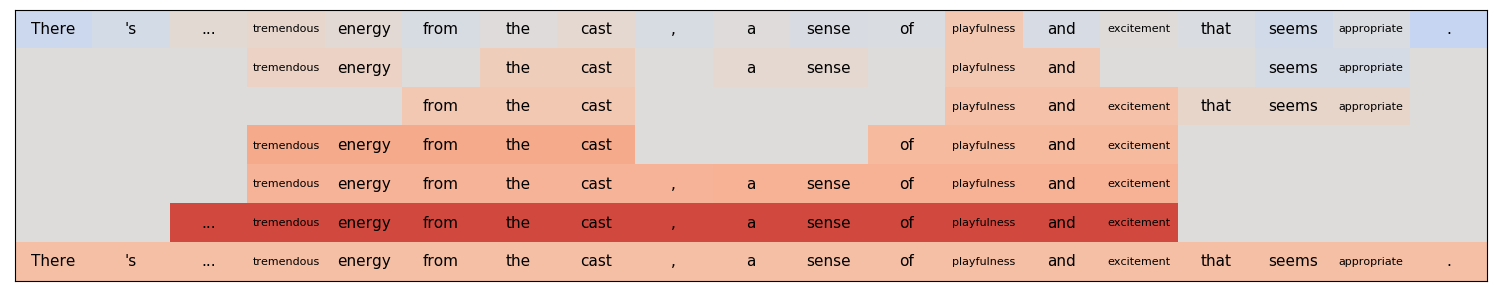 There 's ... tremendous energy from the cast , a sense of playfulness and excitement that seems appropriate .
tremendous energy the cast a sense playfulness and seems appropriate
from the cast playfulness and excitement that seems appropriate
tremendous energy from the cast of playfulness and excitement
tremendous energy from the cast , a sense of playfulness and excitement
... tremendous energy from the cast , a sense of playfulness and excitement
There 's ... tremendous energy from the cast , a sense of playfulness and excitement that seems appropriate .